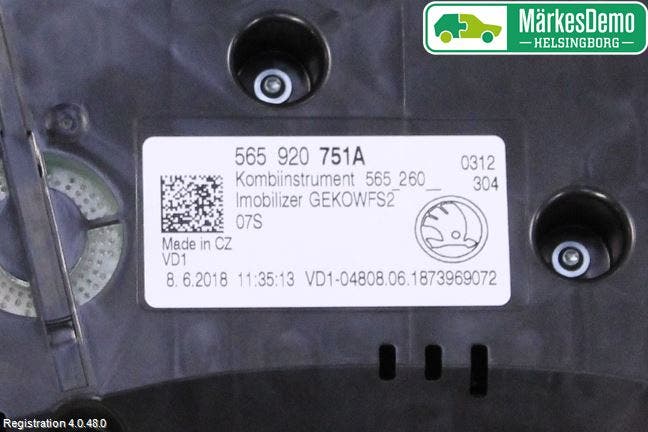 MärkesDemo
HELSINGBORG
565 920 751A
0312
Kombiinstrument 565_260__
304
Imobilizer GEKOWFS2
07S
Made in CZ
VD1
8. 6.2018 11:35:13 VD1-04808.06.1873969072
Registration 4.0.48.0